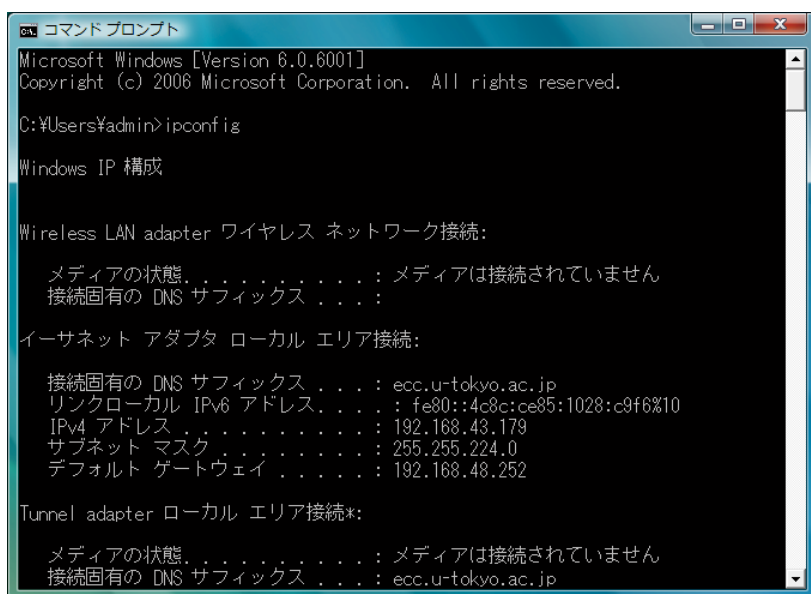 コマンド プロンプト
Microsoft Windows [Version 6.0.6001]
Copyright (c) 2006 Microsoft Corporation.  All rights reserved.
C:¥Users¥admin>ipconfig
Windows IP 構成
Wireless LAN adapter ワイヤレス ネットワーク接続:
メディアの状態. . . . . . . . . . . : メディアは接続されていません
接続固有の DNS サフィックス . . . :
イーサネット アダプタ ローカル エリア接続:
接続固有の DNS サフィックス . . . : ecc.u-tokyo.ac.jp
リンクローカル IPv6 アドレス. . . . : fe80::4c8c:ce85:1028:c9f6%10
IPv4 アドレス . . . . . . . . . . : 192.168.43.179
サブネット マスク . . . . . . . . : 255.255.224.0
デフォルト ゲートウェイ . . . . . : 192.168.48.252
Tunnel adapter ローカル エリア接続*:
メディアの状態. . . . . . . . . . . : メディアは接続されていません
接続固有の DNS サフィックス . . . : ecc.u-tokyo.ac.jp